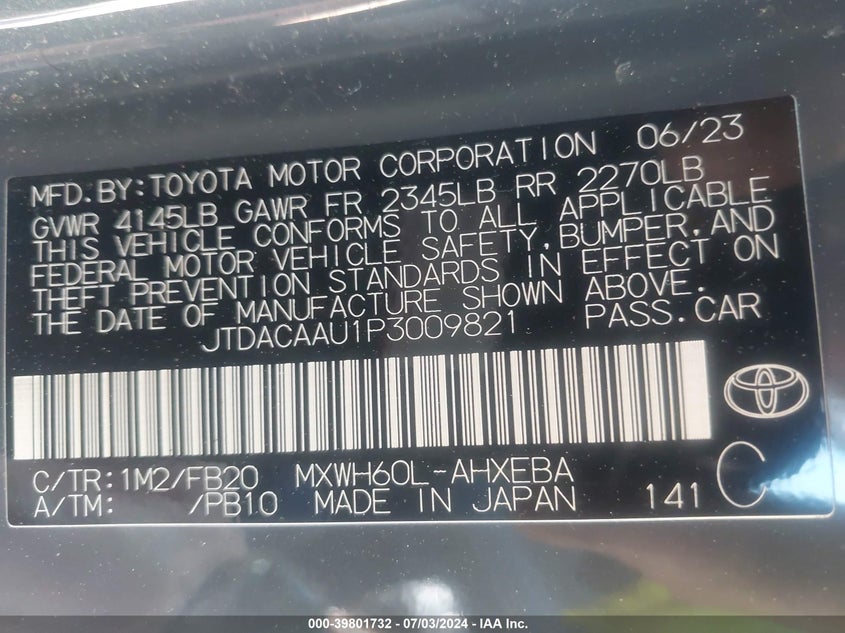 MFD.BY:TOYOTA MOTOR CORPORATION 06/23
GVWR 4145LB GAWR FR 2345LB RR 2270LB
THIS VEHICLE CONFORMS TO ALL APPLICABLE
FEDERAL MOTOR VEHICLE SAFETY,BUMPER,AND
THEFT PREVENTION STANDARDS IN EFFECT ON
THE DATE OF MANUFACTURE SHOWN ABOVE.
JTDACAAU1P3009821 PASS.CAR
C/TR:1M2/FB20 MXWH60L-AHXEBA
A/TM: /PB10 MADE IN JAPAN 141 C
000-39801732 - 07/03/2024 - IAA Inc.